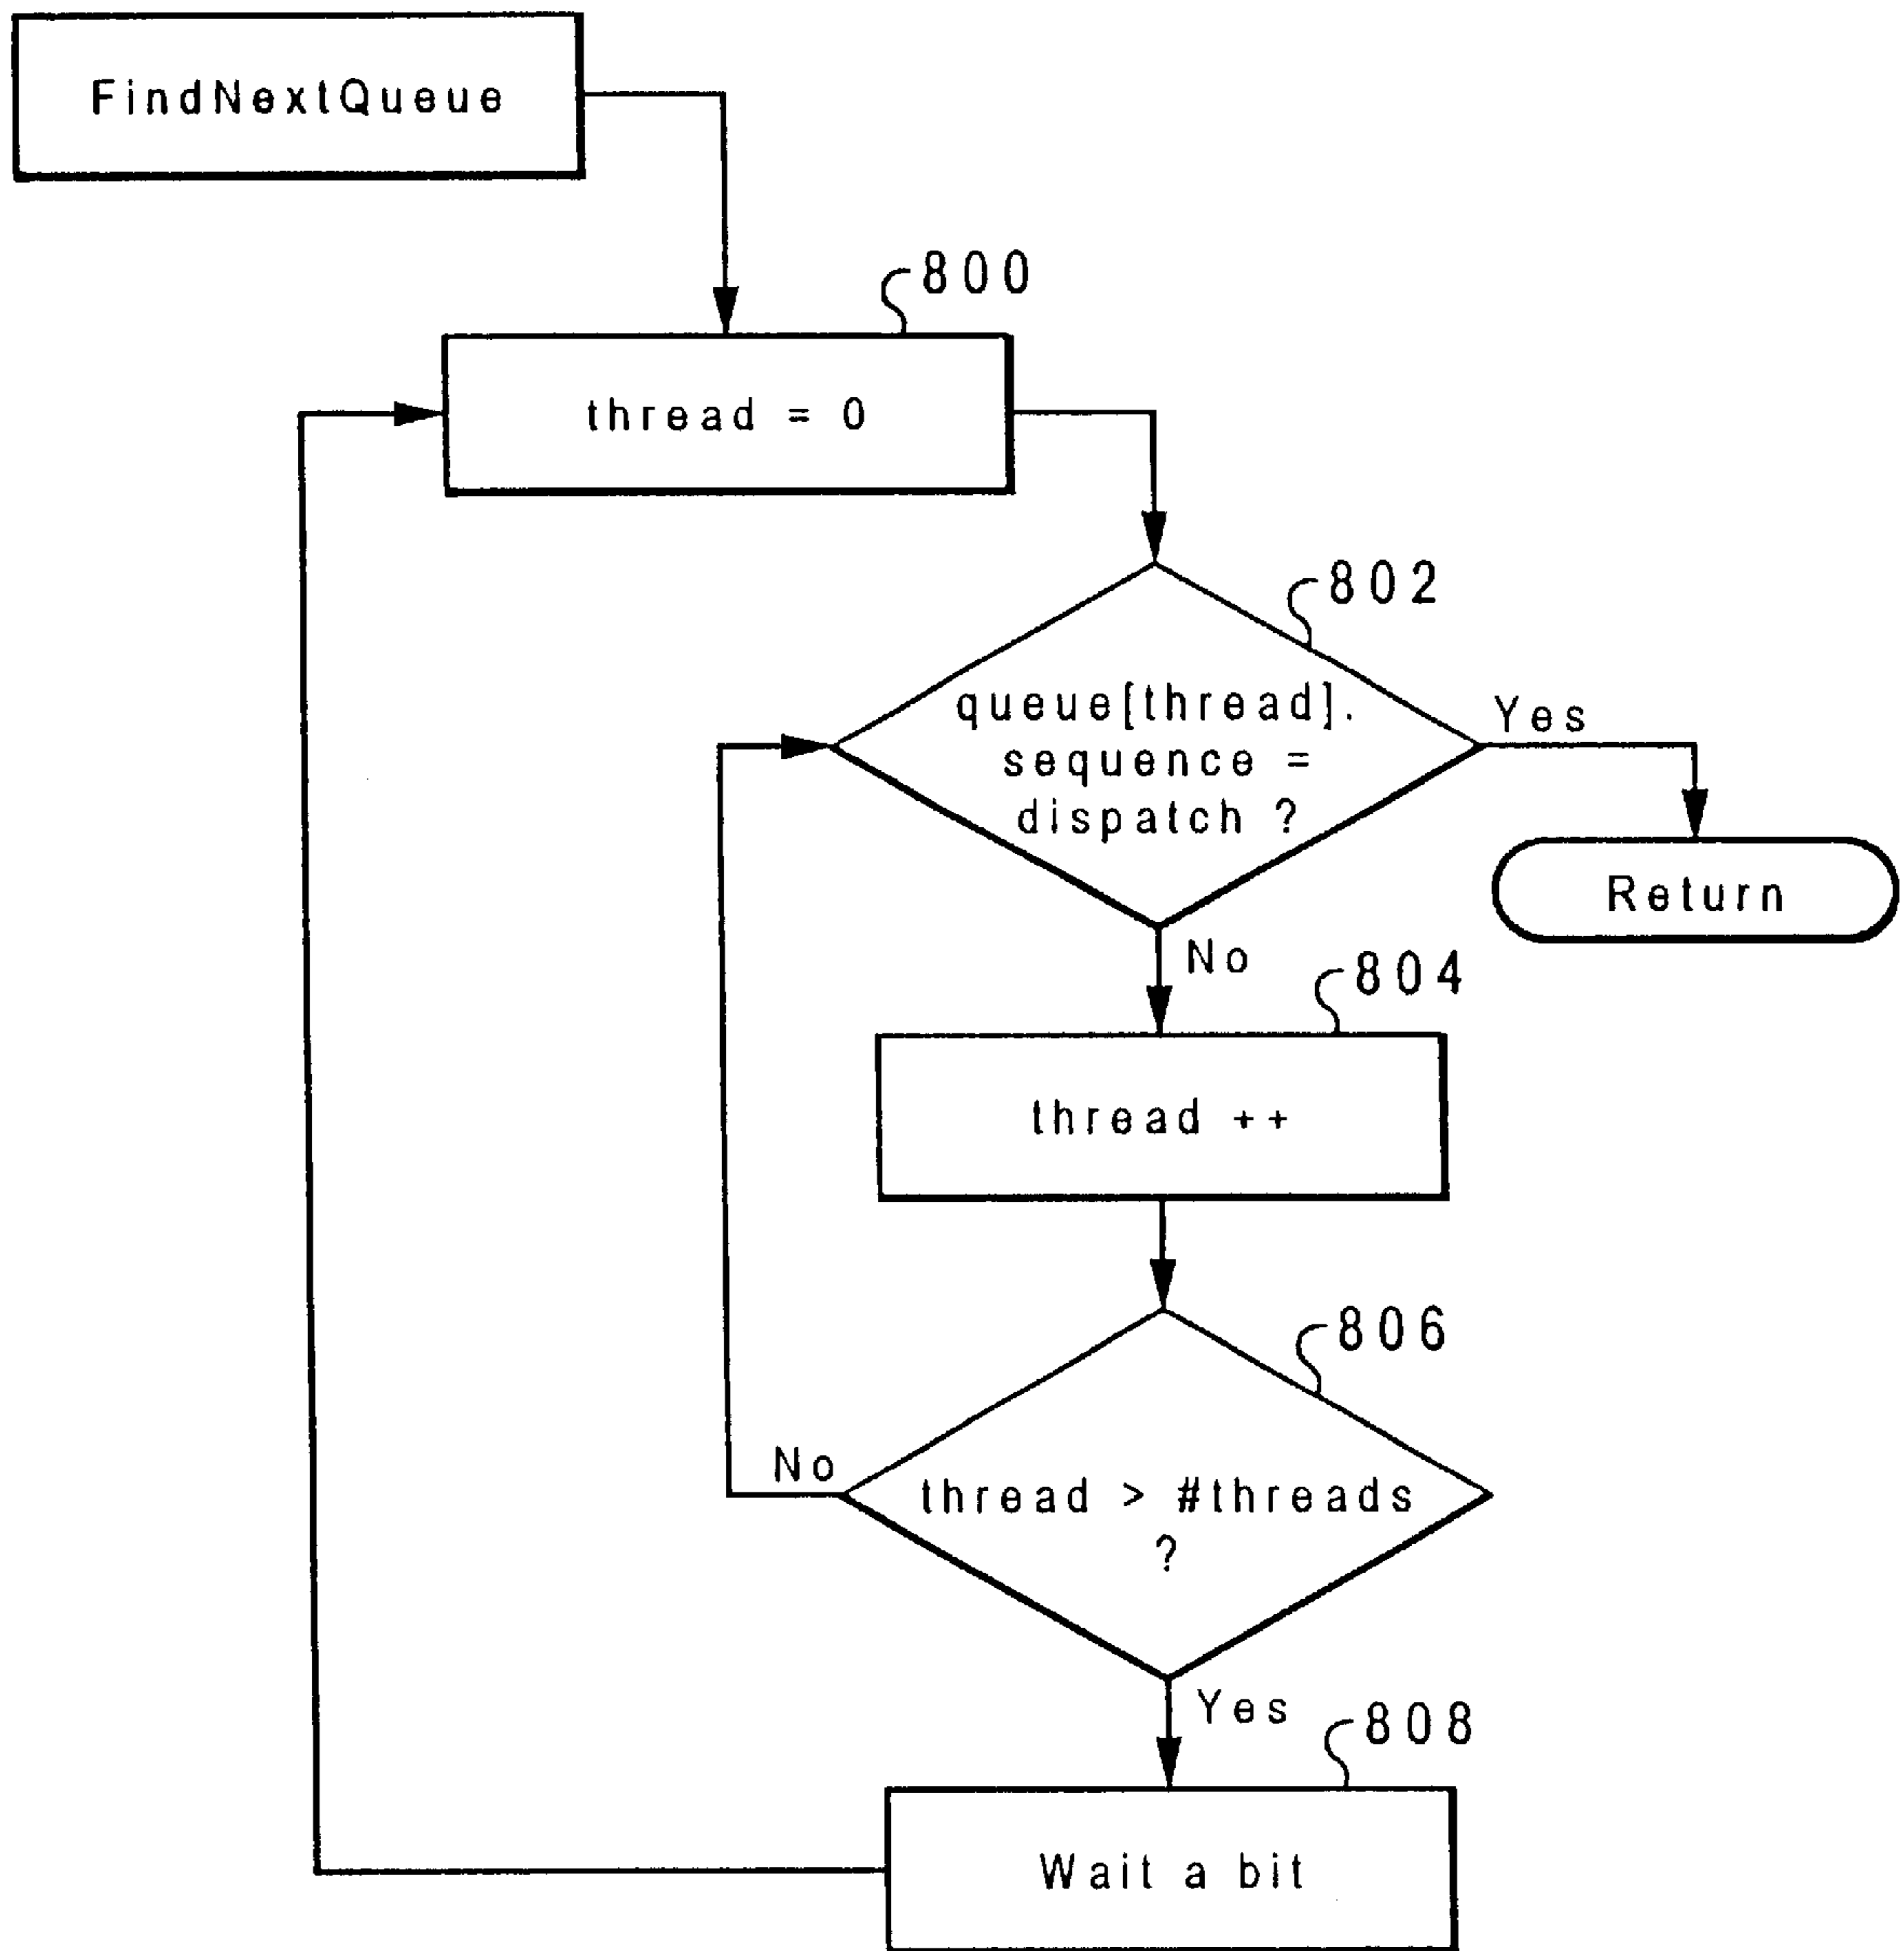 FindNextQueue
800
thread = 0
802
queue[thread].
sequence =
dispatch ?
Yes
Return
No
804
thread ++
806
No
thread > #threads
?
Yes
808
Wait a bit